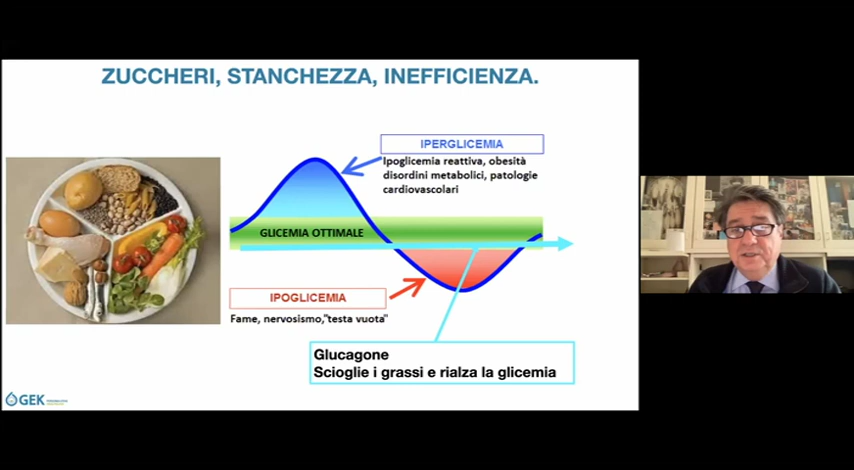 ZUCCHERI, STANCHEZZA, INEFFICIENZA.
IPERGLICEMIA
Ipoglicemia reattiva, obesità
disordini metabolici, patologie
cardiovascolari
GLICEMIA OTTIMALE
IPOGLICEMIA
Fame, nervosismo,"testa vuota"
Glucagone
Scioglie i grassi e rialza la glicemia
GEK